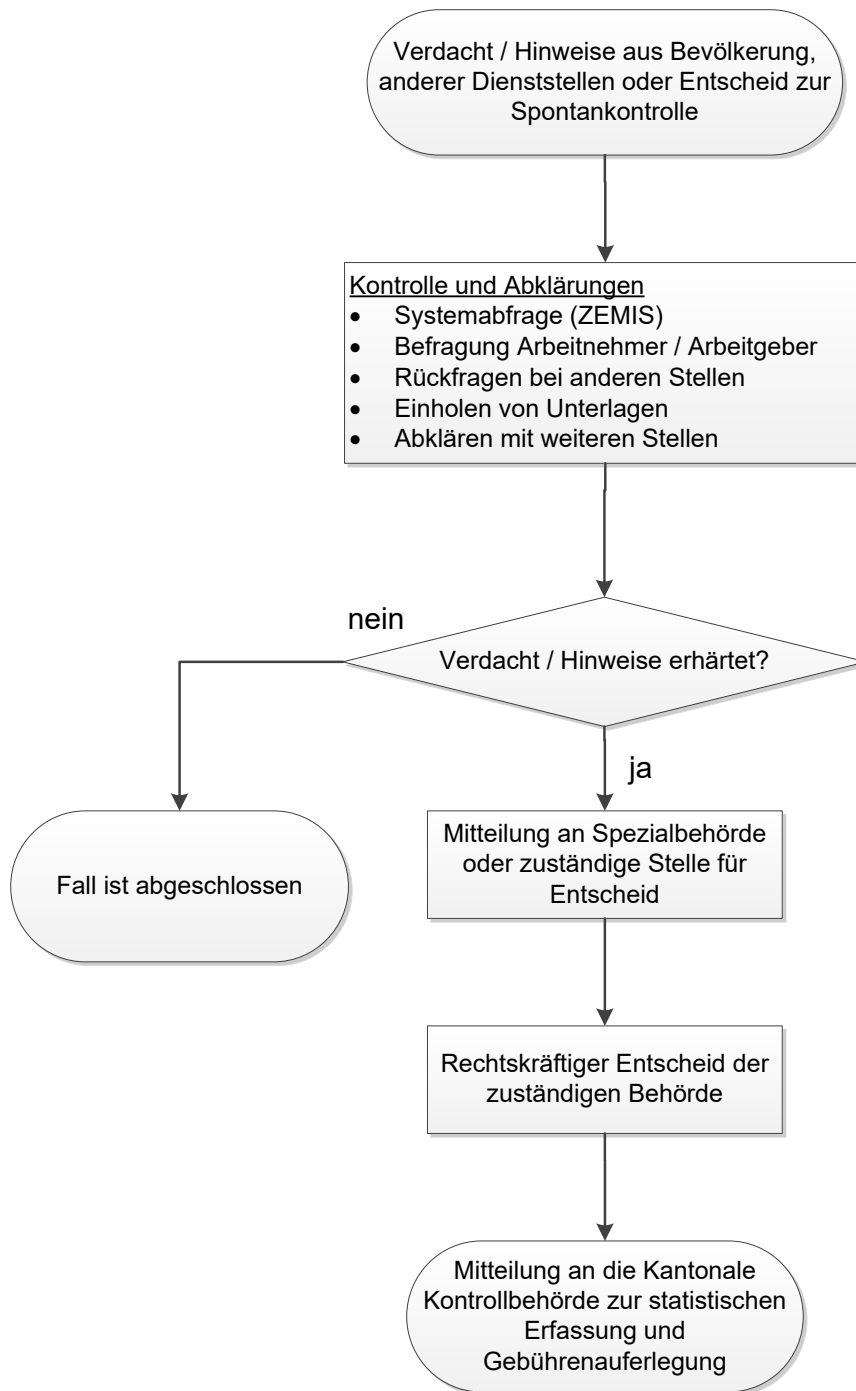 Verdacht / Hinweise aus Bevölkerung,
anderer Dienststellen oder Entscheid zur
Spontankontrolle
Kontrolle und Abklärungen
• Systemabfrage (ZEMIS)
• Befragung Arbeitnehmer / Arbeitgeber
• Rückfragen bei anderen Stellen
• Einholen von Unterlagen
• Abklären mit weiteren Stellen
nein
Verdacht / Hinweise erhärtet?
ja
Mitteilung an Spezialbehörde
oder zuständige Stelle für
Entscheid
Fall ist abgeschlossen
Rechtskräftiger Entscheid der
zuständigen Behörde
Mitteilung an die Kantonale
Kontrollbehörde zur statistischen
Erfassung und
Gebührenauferlegung